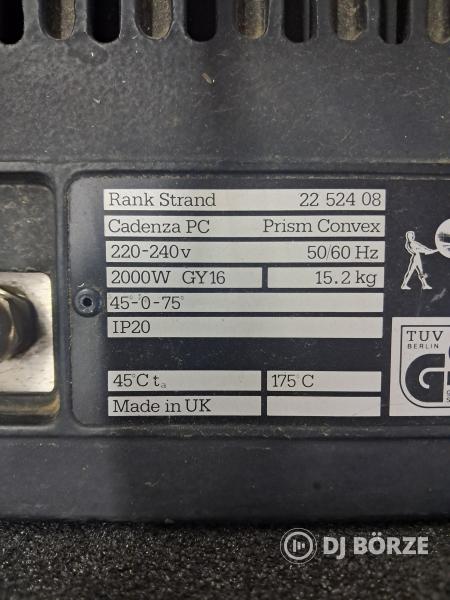 Rank Strand 22 524 08
Cadenza PC Prism Convex
220-240v 50/60 Hz
2000W GY16 15.2 kg
45°-0-75°
IP20
TUV
BERLIN
45°C ta 175°C
Made in UK
DJ BÖRZE